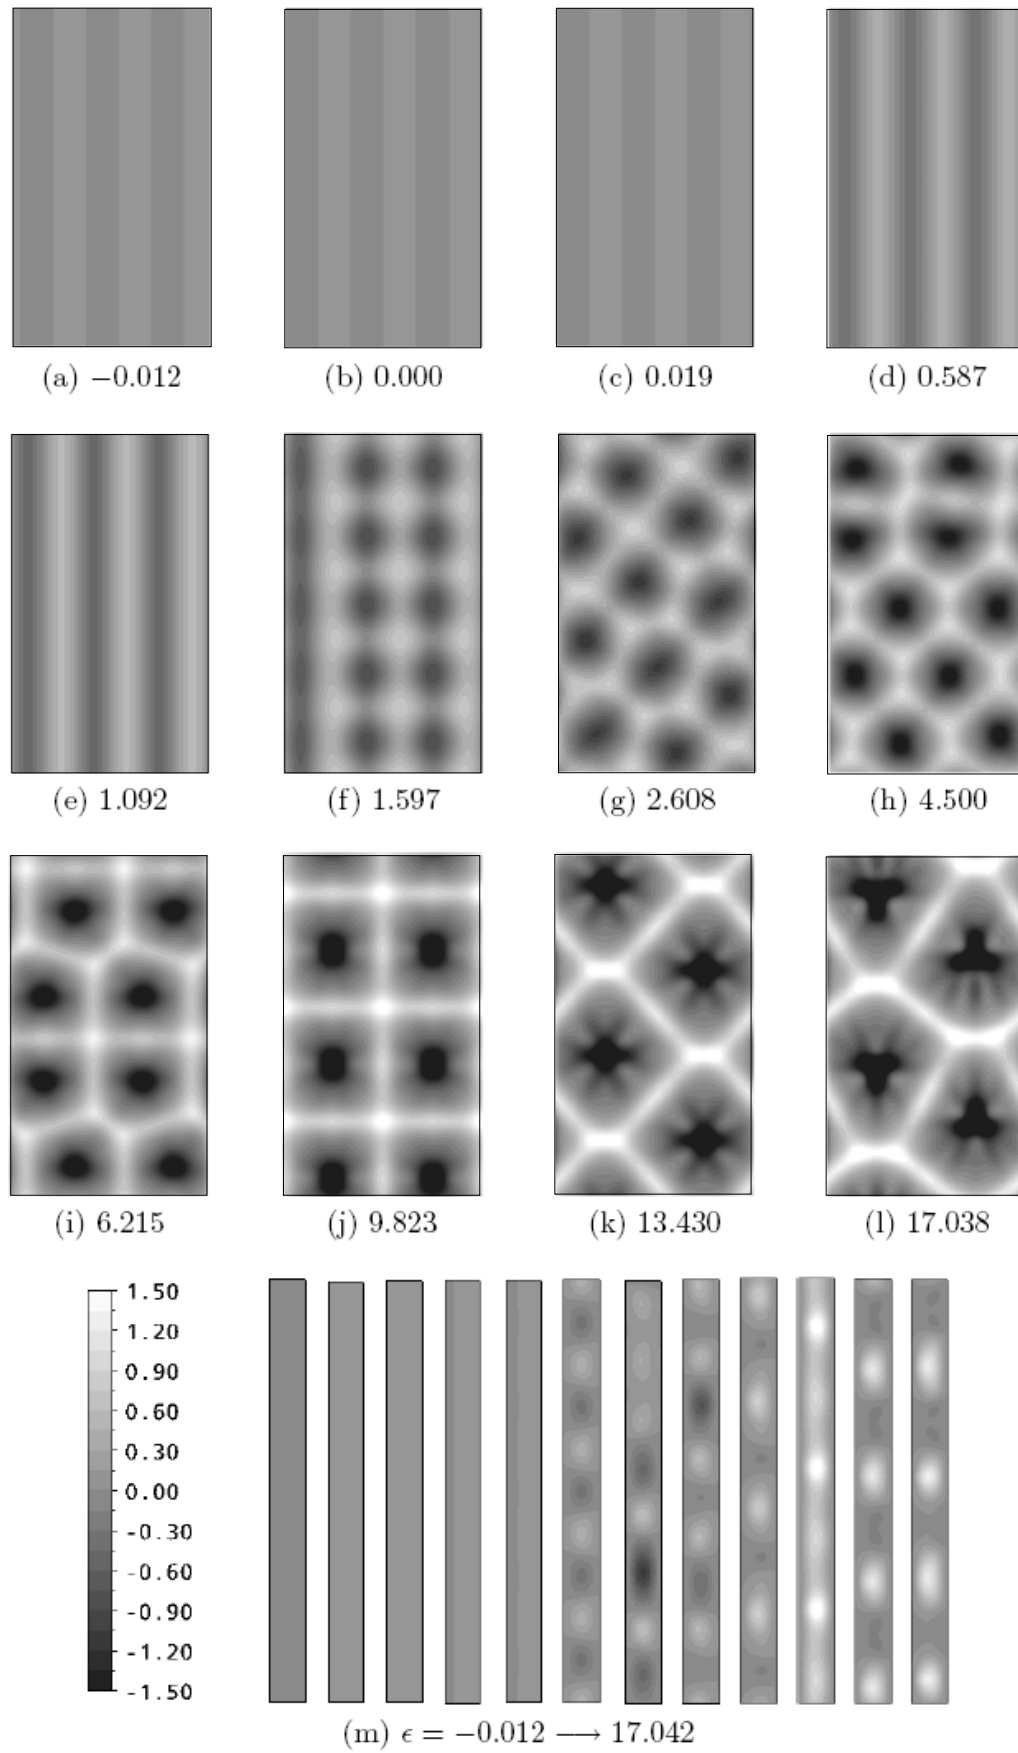 (a) −0.012 (b) 0.000 (c) 0.019 (d) 0.587
(e) 1.092 (f) 1.597 (g) 2.608 (h) 4.500
(i) 6.215 (j) 9.823 (k) 13.430 (l) 17.038
1.50
1.20
0.90
0.60
0.30
0.00
-0.30
-0.60
-0.90
-1.20
-1.50
(m) ϵ = −0.012 ⟶ 17.042